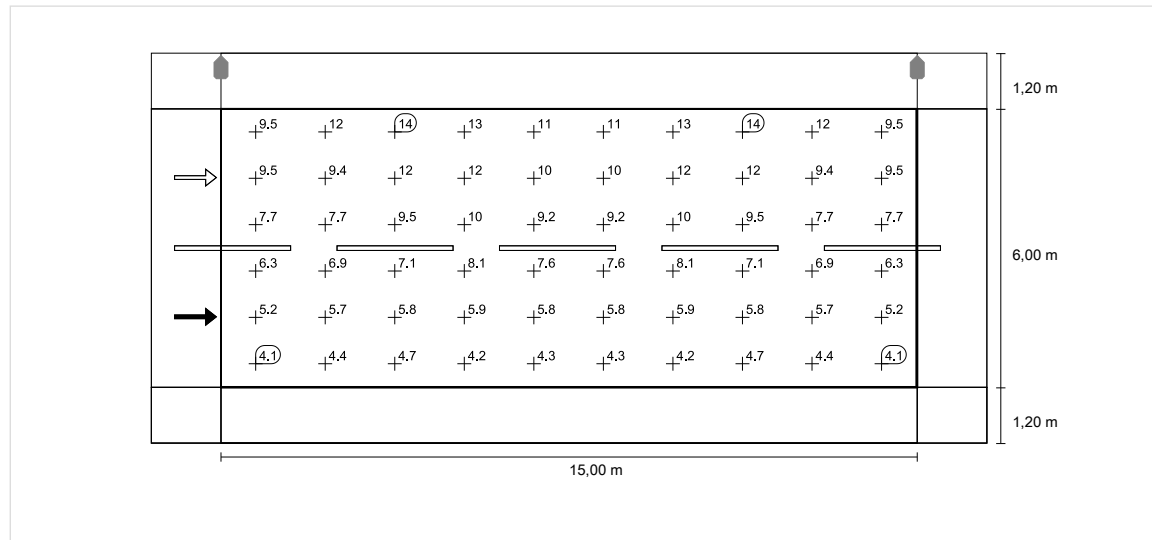 1,20 m
9.5 12 14 13 11 11 13 14 12 9.5
9.5 9.4 12 12 10 10 12 12 9.4 9.5
7.7 7.7 9.5 10 9.2 9.2 10 9.5 7.7 7.7
6,00 m
6.3 6.9 7.1 8.1 7.6 7.6 8.1 7.1 6.9 6.3
5.2 5.7 5.8 5.9 5.8 5.8 5.9 5.8 5.7 5.2
4.1 4.4 4.7 4.2 4.3 4.3 4.2 4.7 4.4 4.1
1,20 m
15,00 m